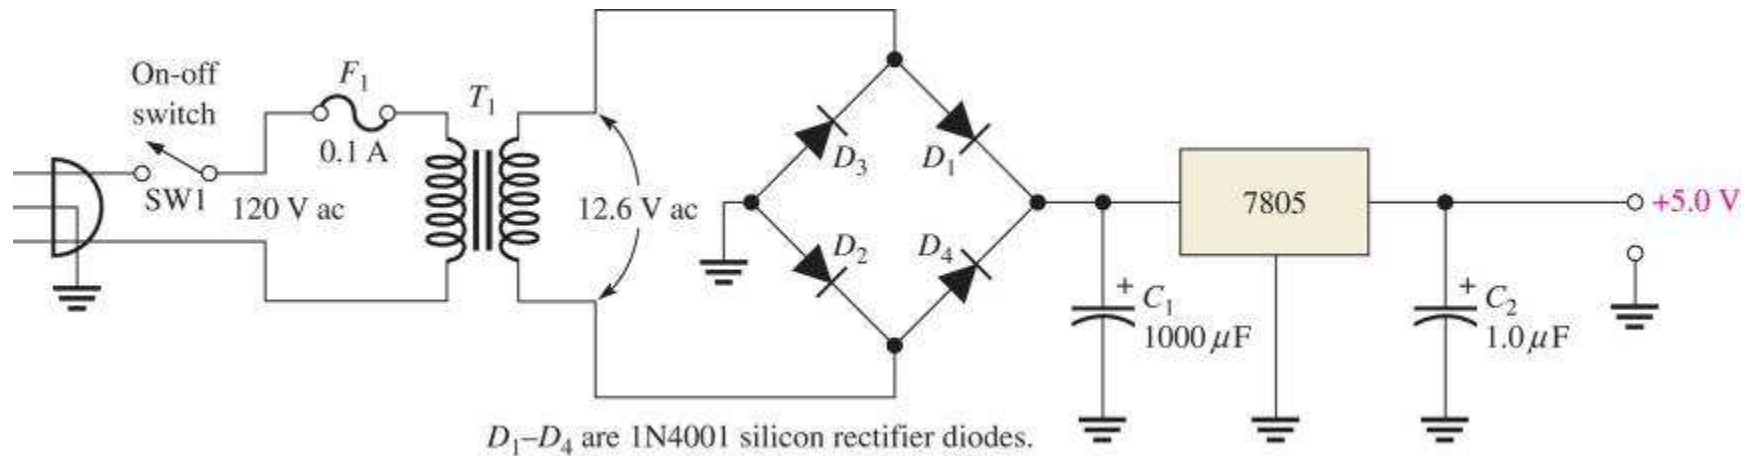 On-off
switch
SW1
120 V ac
F1
0.1 A
T1
12.6 V ac
D3
D1
D2
D4
7805
+5.0 V
+
C1
1000 μF
+
C2
1.0 μF
D1–D4 are 1N4001 silicon rectifier diodes.